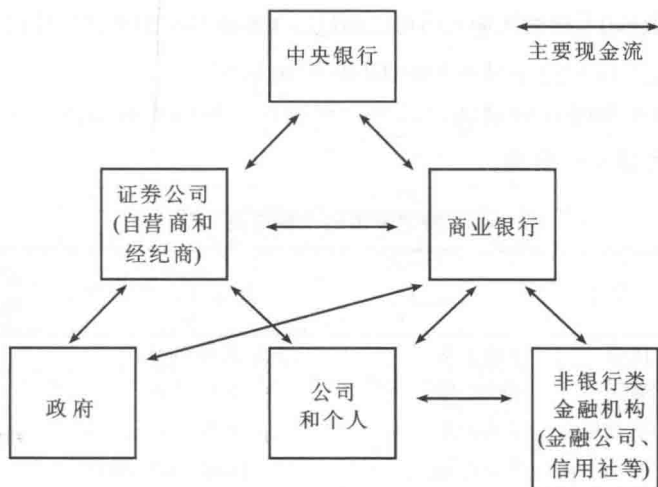 主要现金流
中央银行
证券公司
(自营商和
经纪商)
商业银行
政府
公司
和个人
非银行类
金融机构
(金融公司、
信用社等)